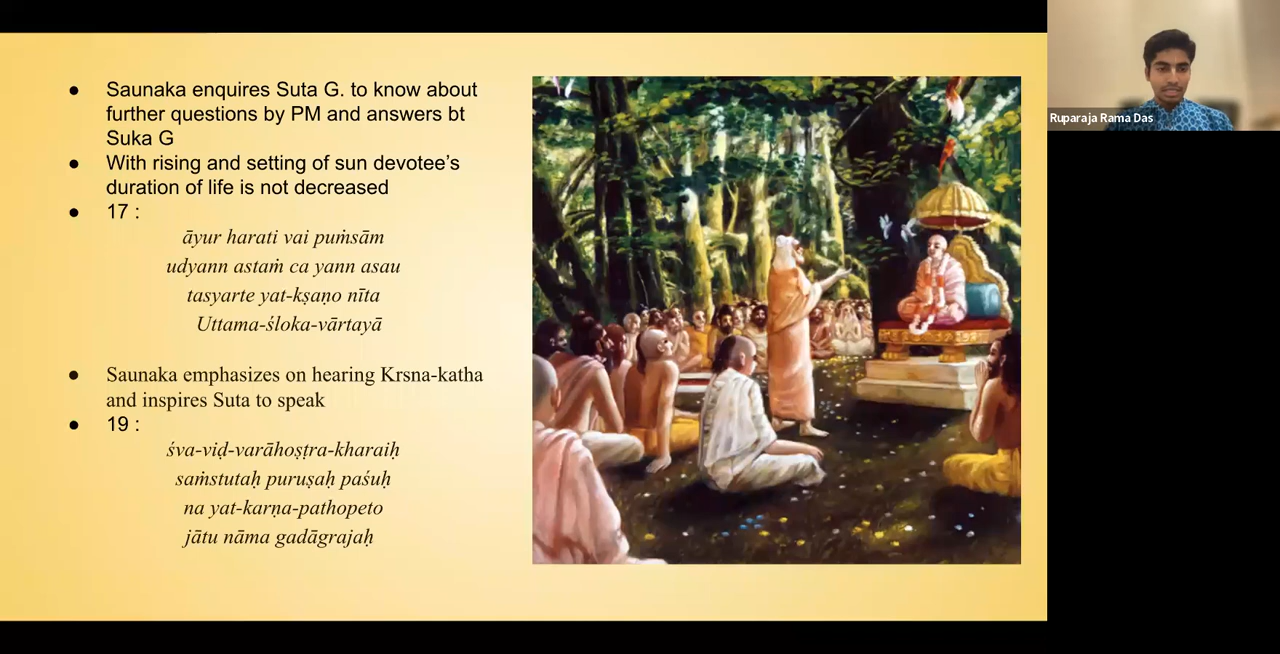 ● Saunaka enquires Suta G. to know about
further questions by PM and answers bt
Suka G
● With rising and setting of sun devotee's
duration of life is not decreased
● 17 :
āyur harati vai puṁsām
udyann astaṁ ca yann asau
tasyarte yat-kṣaṇo nīta
Uttama-śloka-vārtayā
● Saunaka emphasizes on hearing Krsna-katha
and inspires Suta to speak
● 19 :
śva-viḍ-varāhoṣṭra-kharaiḥ
saṁstutaḥ puruṣaḥ paśuḥ
na yat-karṇa-pathopeto
jātu nāma gadāgrajaḥ
Ruparaja Rama Das